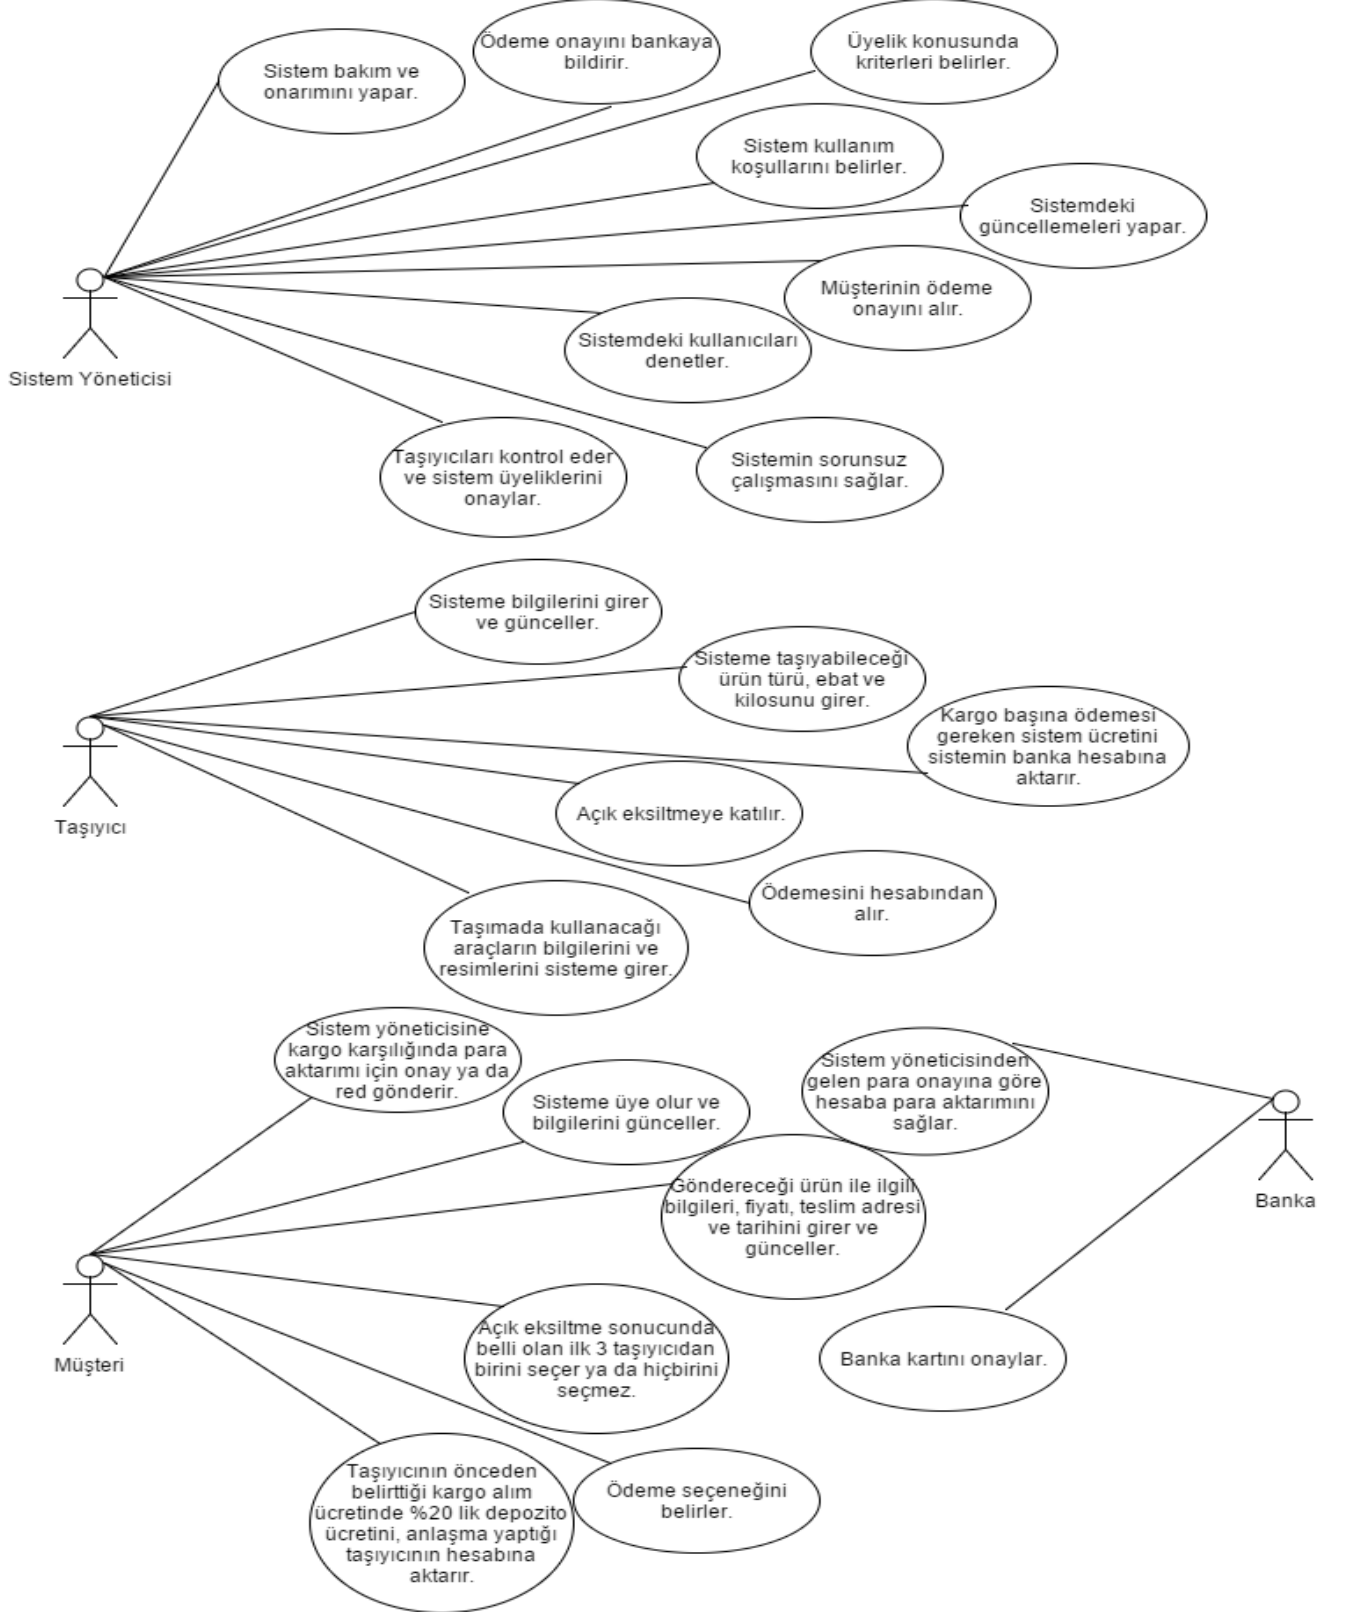 Sistem bakım ve
onarımını yapar.
Ödeme onayını bankaya
bildirir.
Üyelik konusunda
kriterleri belirler.
Sistem kullanım
koşullarını belirler.
Sistemdeki
güncellemeleri yapar.
Müşterinin ödeme
onayını alır.
Sistemdeki kullanıcıları
denetler.
Sistem Yöneticisi
Taşıyıcıları kontrol eder
ve sistem üyeliklerini
onaylar.
Sistemin sorunsuz
çalışmasını sağlar.
Sisteme bilgilerini girer
ve günceller.
Sisteme taşıyabileceği
ürün türü, ebat ve
kilosunu girer.
Kargo başına ödemesi
gereken sistem ücretini
sistemin banka hesabına
aktarır.
Açık eksiltmeye katılır.
Taşıyıcı
Ödemesini hesabından
alır.
Taşımada kullanacağı
araçların bilgilerini ve
resimlerini sisteme girer.
Sistem yöneticisine
kargo karşılığında para
aktarımı için onay ya da
red gönderir.
Sisteme üye olur ve
bilgilerini günceller.
Sistem yöneticisinden
gelen para onayına göre
hesaba para aktarımını
sağlar.
Banka
Göndereceği ürün ile ilgili
bilgileri, fiyatı, teslim adresi
ve tarihini girer ve
günceller.
Müşteri
Açık eksiltme sonucunda
belli olan ilk 3 taşıyıcıdan
birini seçer ya da hiçbirini
seçmez.
Banka kartını onaylar.
Taşıyıcının önceden
belirttiği kargo alım
ücretinde %20 lik depozito
ücretini, anlaşma yaptığı
taşıyıcının hesabına
aktarır.
Ödeme seçeneğini
belirler.